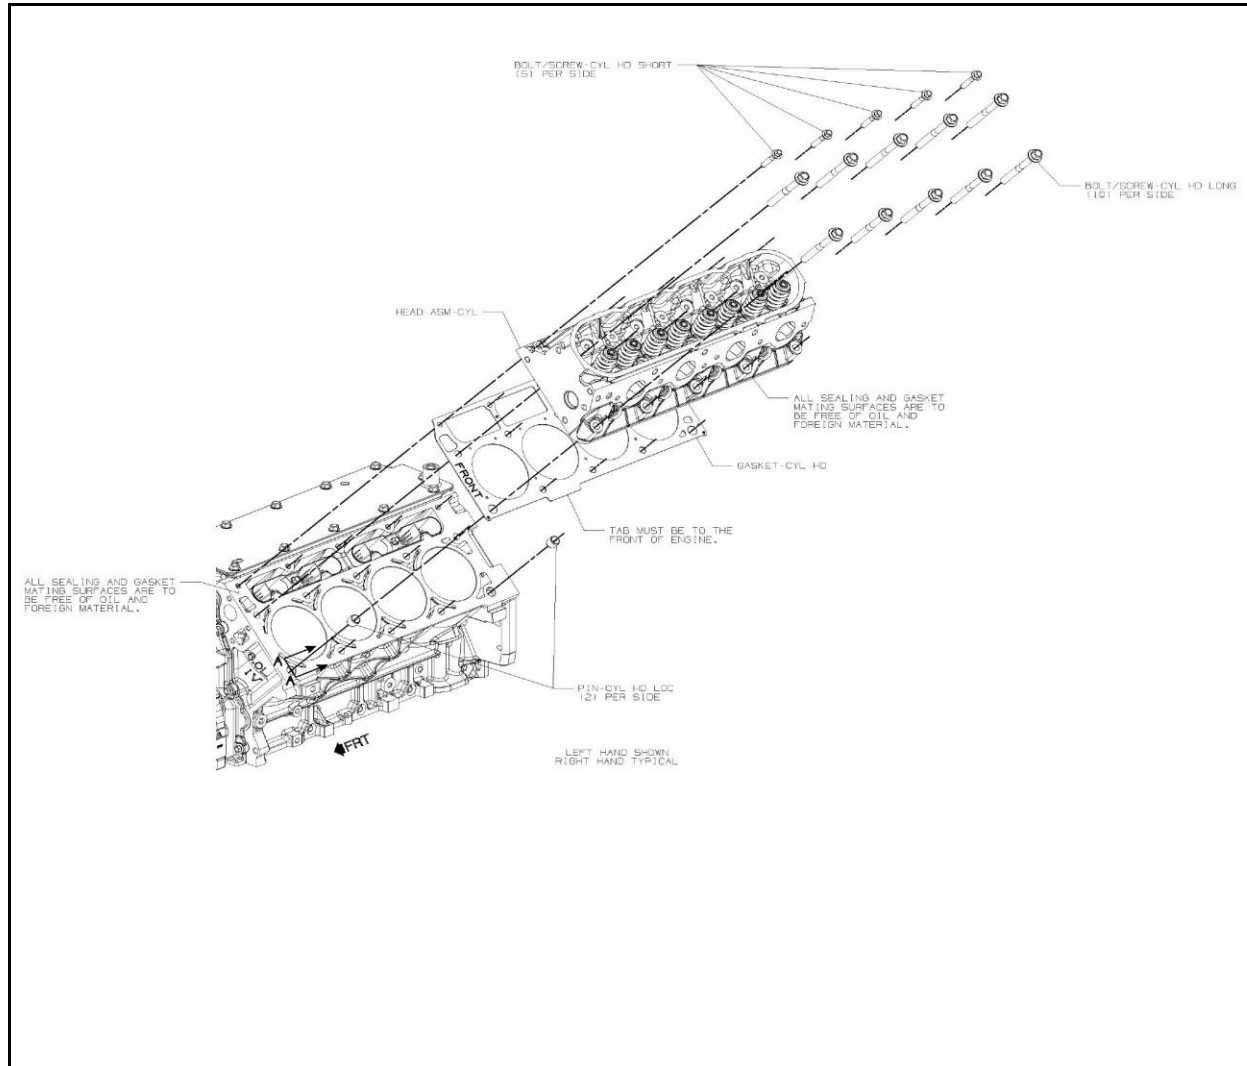 BOLT/SCREW-CYL HD SHORT
(5) PER SIDE
BOLT/SCREW-CYL HD LONG
(10) PER SIDE
HEAD ASM-CYL
ALL SEALING AND GASKET
MATING SURFACES ARE TO
BE FREE OF OIL AND
FOREIGN MATERIAL.
GASKET-CYL HD
FRONT
TAB MUST BE TO THE
FRONT OF ENGINE.
ALL SEALING AND GASKET
MATING SURFACES ARE TO
BE FREE OF OIL AND
FOREIGN MATERIAL.
A
A
PIN-CYL HD LOC
(2) PER SIDE
FRT
LEFT HAND SHOWN
RIGHT HAND TYPICAL